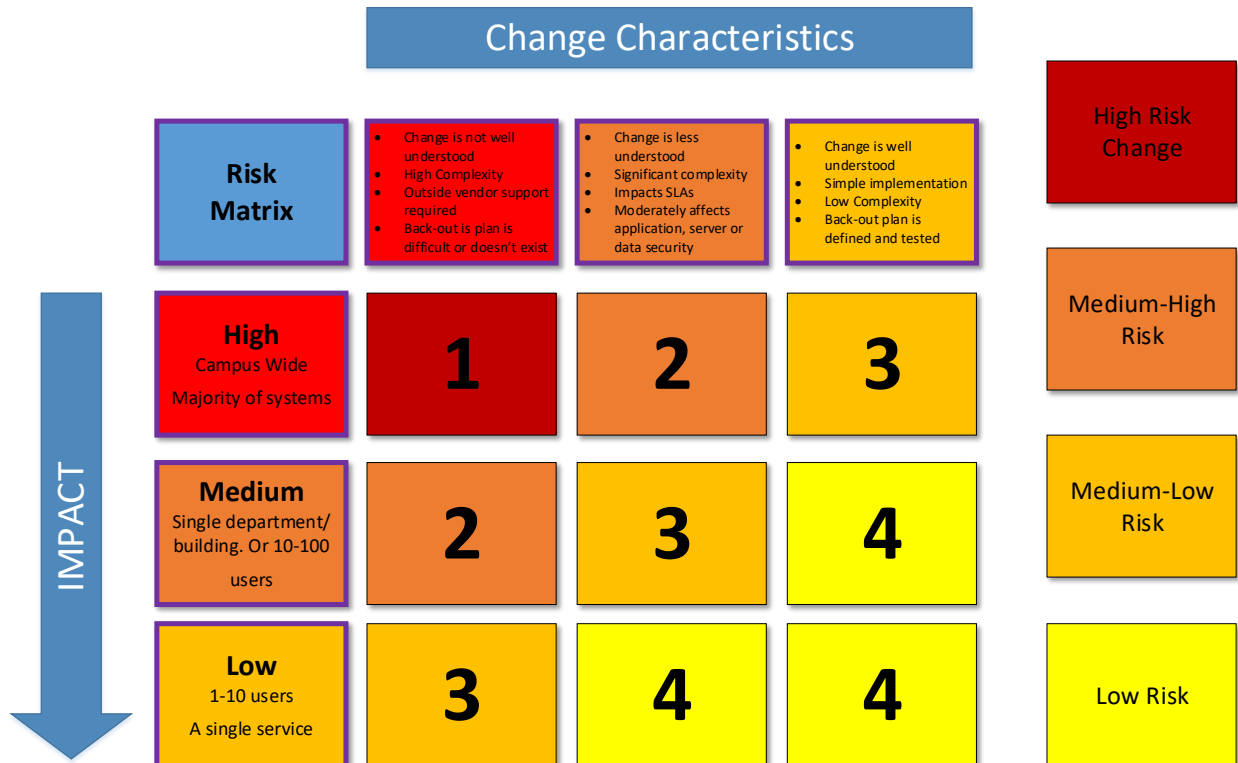 Change Characteristics
Risk
Matrix
• Change is not well
understood
• High Complexity
• Outside vendor support
required
• Back-out is plan is
difficult or doesn't exist
• Change is less
understood
• Significant complexity
• Impacts SLAs
• Moderately affects
application, server or
data security
• Change is well
understood
• Simple implementation
• Low Complexity
• Back-out plan is
defined and tested
High Risk
Change
IMPACT
High
Campus Wide
Majority of systems
1
2
3
Medium-High
Risk
Medium
Single department/
building. Or 10-100
users
2
3
4
Medium-Low
Risk
Low
1-10 users
A single service
3
4
4
Low Risk